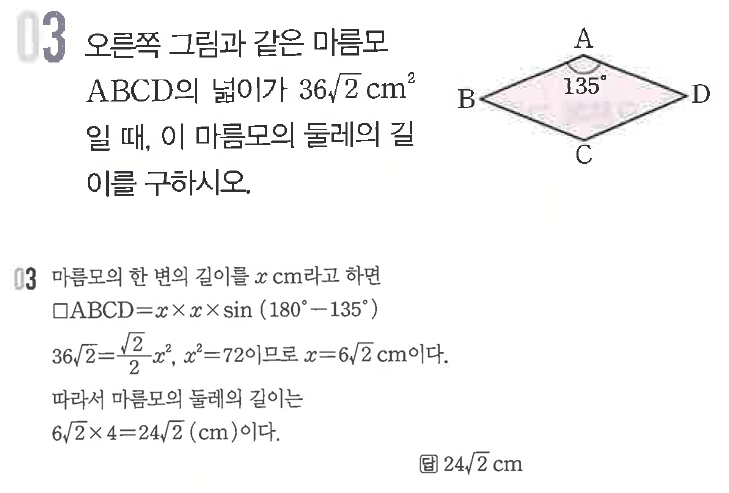 03 오른쪽 그림과 같은 마름모
ABCD의 넓이가 36√2 cm²
일 때, 이 마름모의 둘레의 길
이를 구하시오.
A
135°
B
D
C
03 마름모의 한 변의 길이를 x cm라고 하면
□ABCD=x×x×sin (180°-135°)
36√2=√2/2 x², x²=72이므로 x=6√2 cm이다.
따라서 마름모의 둘레의 길이는
6√2×4=24√2 (cm)이다.
답 24√2 cm